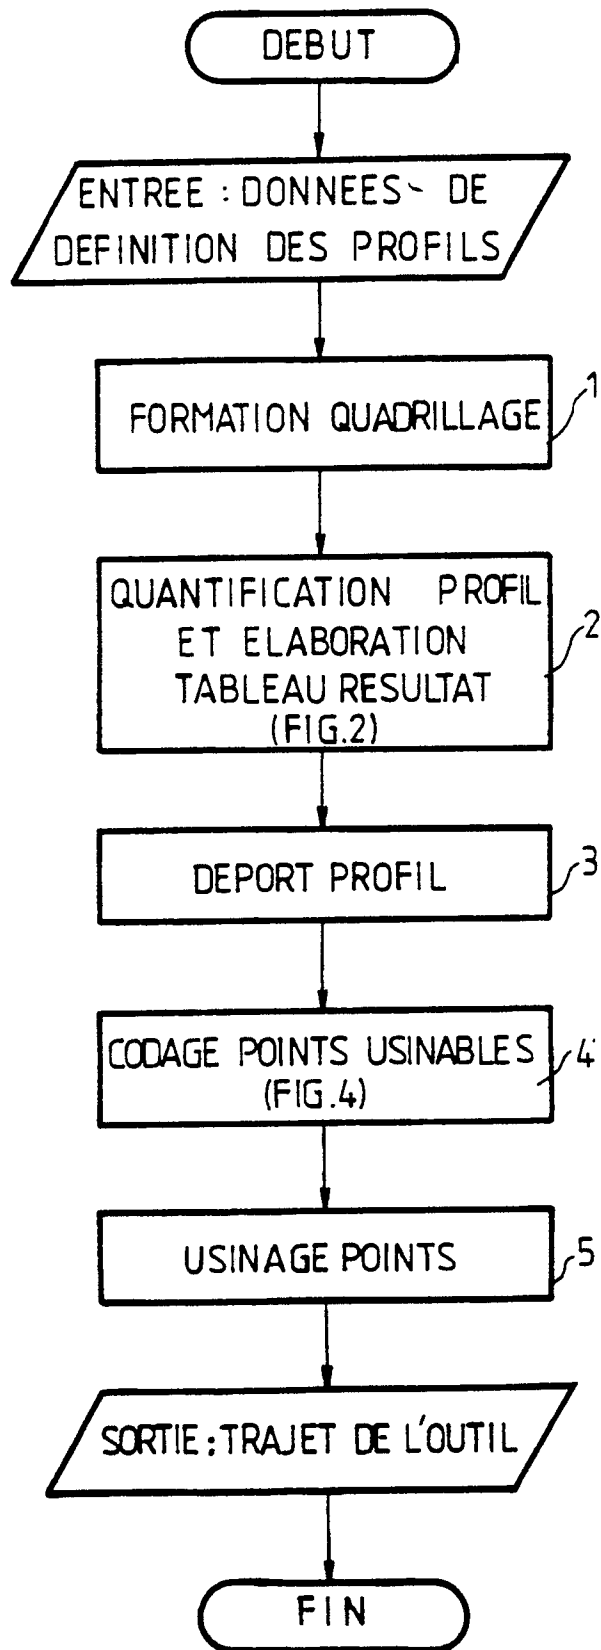 DEBUT
ENTREE : DONNEES DE
DEFINITION DES PROFILS
FORMATION QUADRILLAGE
1
QUANTIFICATION PROFIL
ET ELABORATION
TABLEAU RESULTAT
(FIG.2)
2
DEPORT PROFIL
3
CODAGE POINTS USINABLES
(FIG.4)
4
USINAGE POINTS
5
SORTIE : TRAJET DE L'OUTIL
FIN